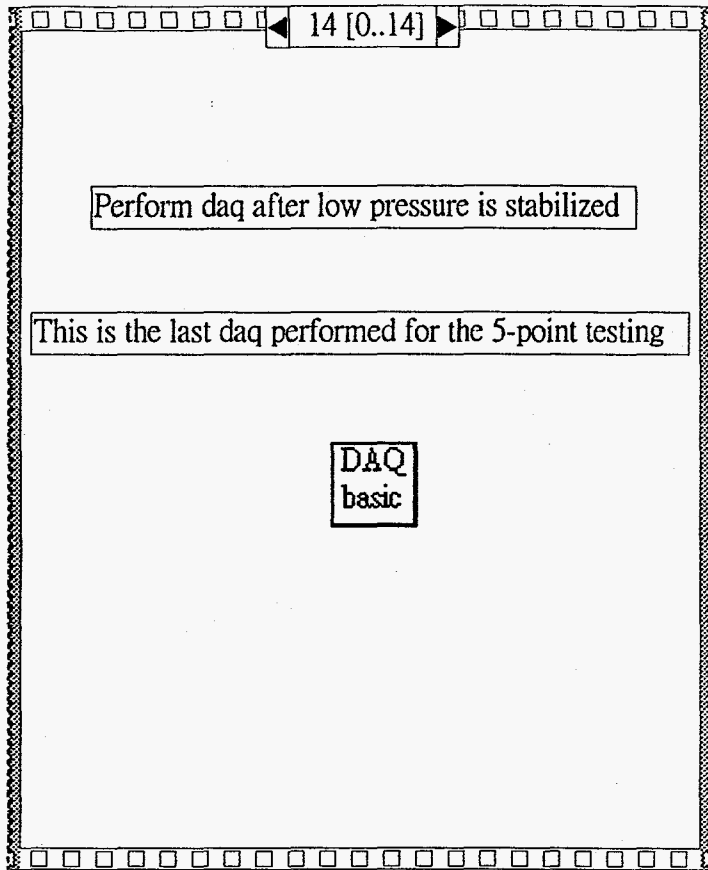 14 [0..14]
Perform daq after low pressure is stabilized
This is the last daq performed for the 5-point testing
DAQ
basic